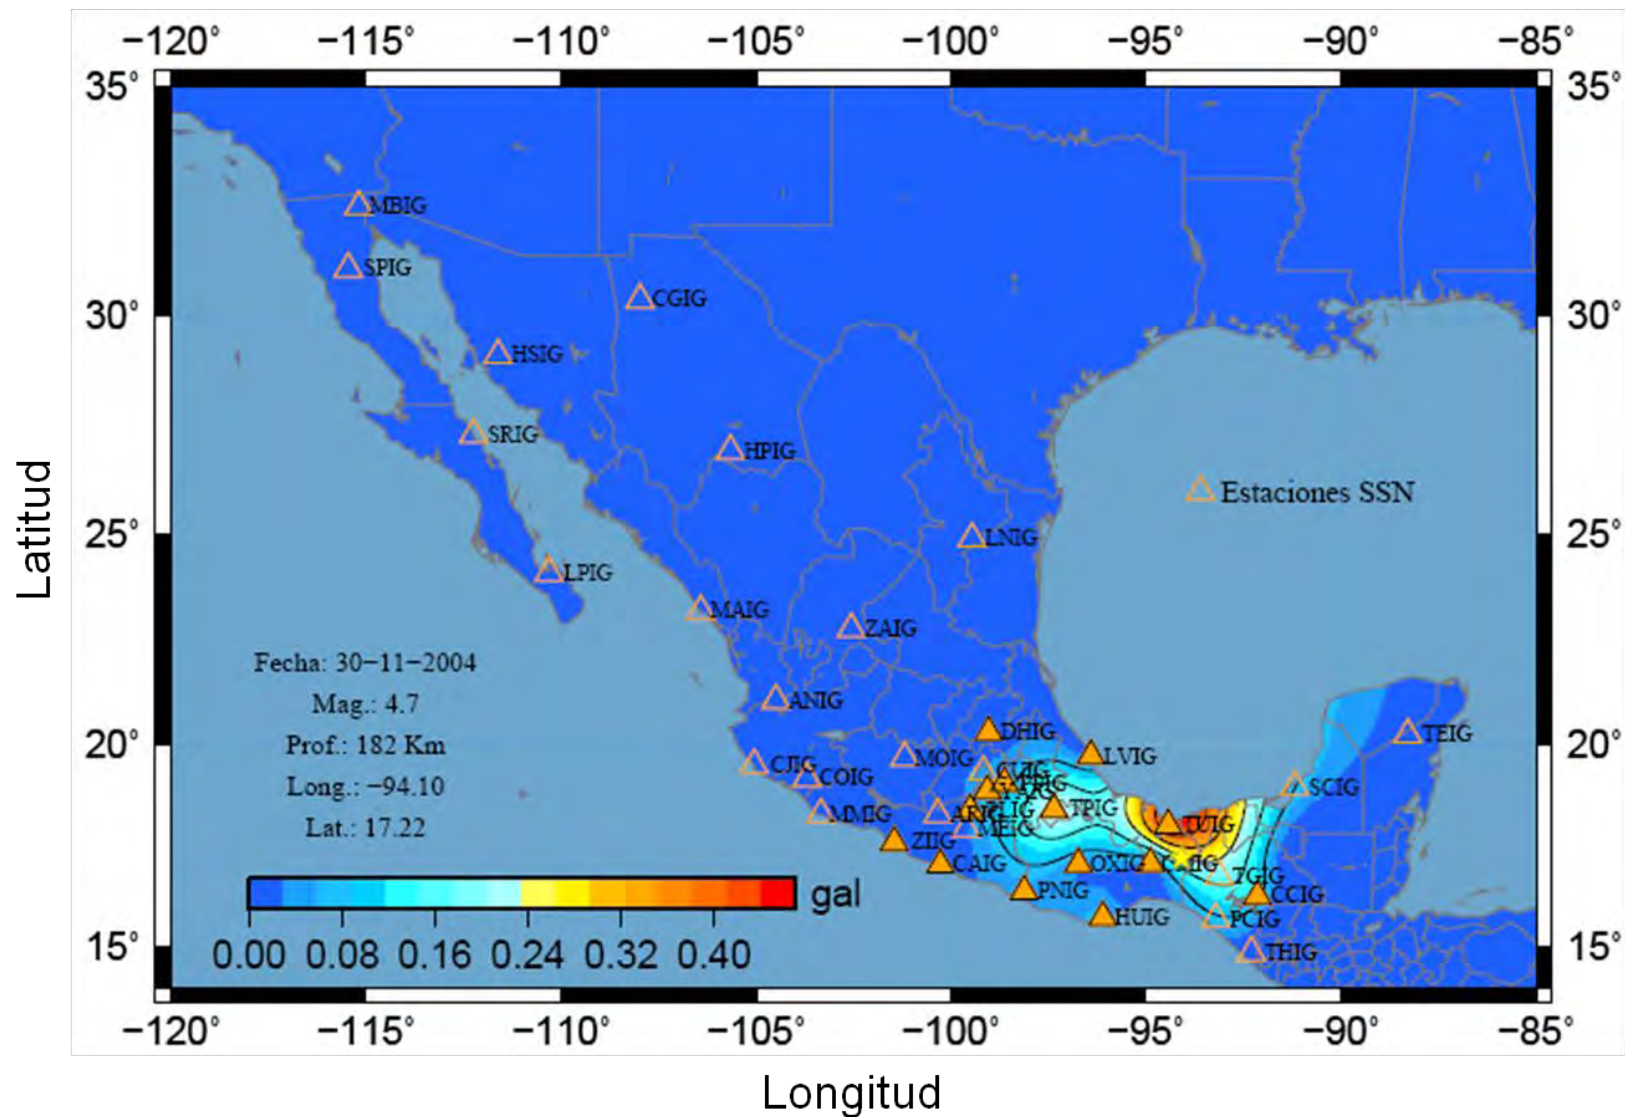 −120° −115° −110° −105° −100° −95° −90° −85°
35° 35°
MBIG
SPIG
CGIG
30° 30°
HSIG
SRIG
HPIG
Estaciones SSN
25° 25°
LNIG
LPIG
MAIG
ZAIG
Fecha: 30−11−2004
Mag.: 4.7
Prof.: 182 Km
Long.: −94.10
Lat.: 17.22
ANIG
20° 20°
DHIG
TEIG
MOIG
LVIG
CJIG
COIG
SCIG
MMIG
TPIG
TUIG
MEIG
ZIIG
CAIG
OXIG
TGIG
PNIG
CCIG
HUIG
PCIG
THIG
gal
0.00 0.08 0.16 0.24 0.32 0.40
15° 15°
−120° −115° −110° −105° −100° −95° −90° −85°
Latitud
Longitud